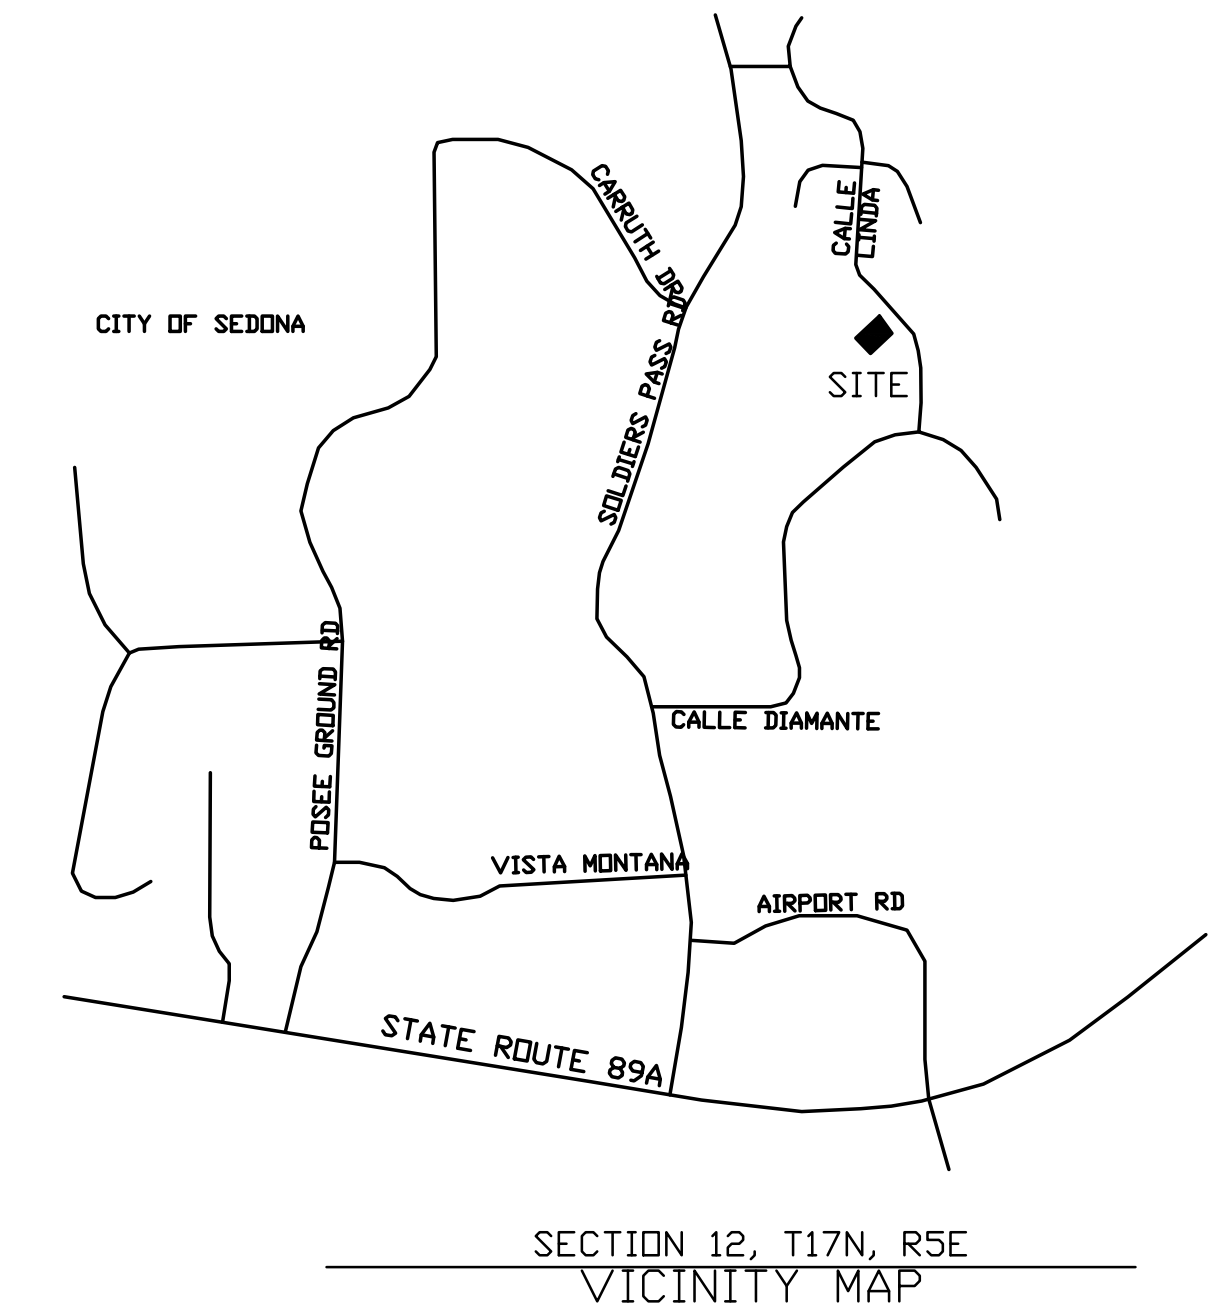 CARRUTH DR
CALLE
LINDA
CITY OF SEDONA
SOLDIERS PASS RD
SITE
POSEE GROUND RD
CALLE DIAMANTE
VISTA MONTANA
AIRPORT RD
STATE ROUTE 89A
SECTION 12, T17N, R5E
VICINITY MAP